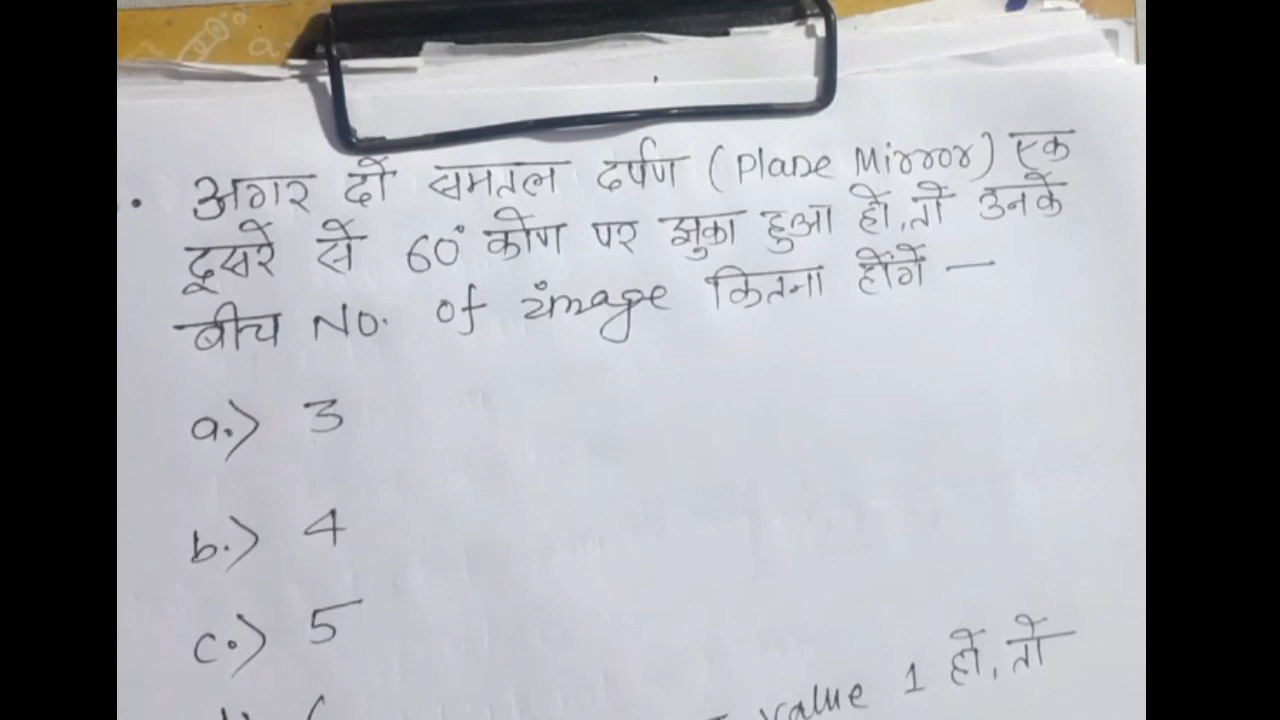 अगर दो समतल दर्पण (Plane Mirror) एक
दूसरे से 60° कोण पर झुका हुआ हो, तो उनके
बीच No. of image कितना होंगें —
a.) 3
b.) 4
c.) 5
value 1 हो, तो